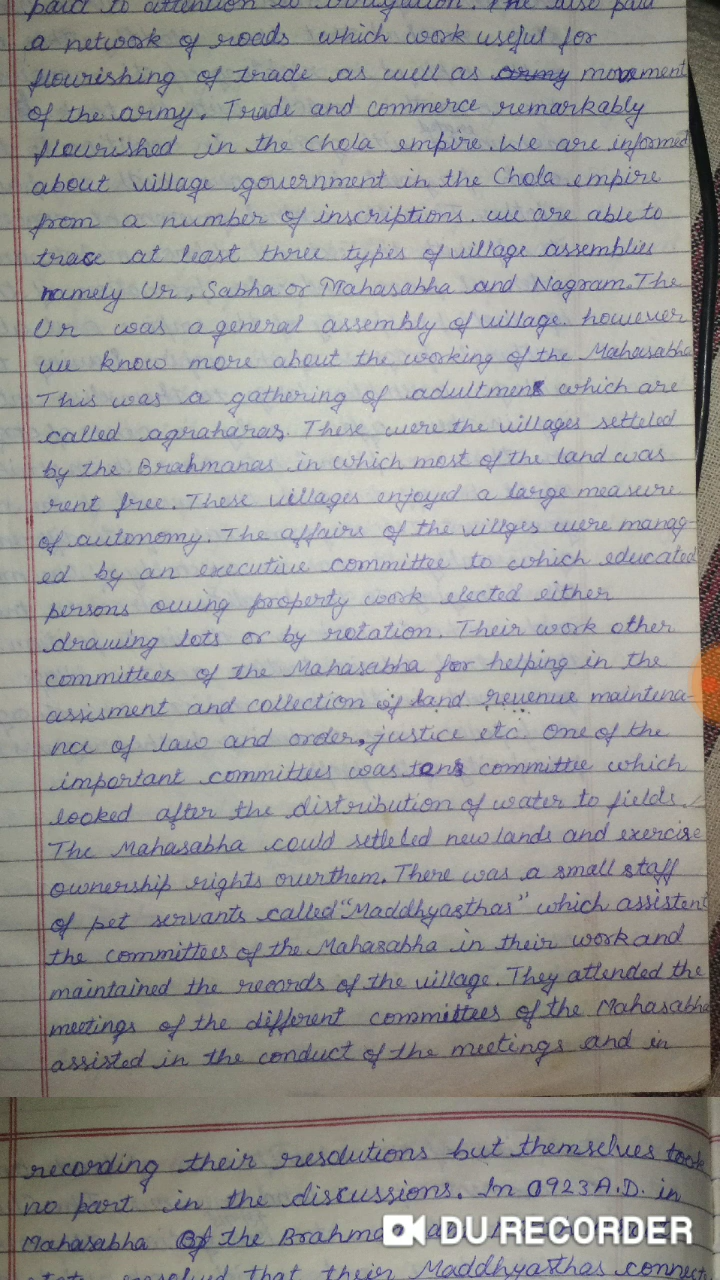 paid to attention to irrigation. The also paid
a network of roads which work useful for
flourishing of trade as well as army movement
of the army. Trade and commerce remarkably
flourished in the Chola empire. We are informed
about village government in the Chola empire
from a number of inscriptions. we are able to
trace at least three types of village assemblies
namely Ur, Sabha or Mahasabha and Nagram. The
Ur was a general assembly of village. however
we know more about the working of the Mahasabha
This was a gathering of adultmens which are
called agraharas. These were the villages settleled
by the Brahmanas in which most of the land was
rent free. These villages enjoyed a large measure
of autonomy. The affairs of the villges were manag-
ed by an executive committee to which educated
persons owing property work elected either
drawing lots or by rotation. Their work other
committees of the Mahasabha for helping in the
assisment and collection of land revenue maintena-
nce of law and order, justice etc. One of the
important committees was tank committee which
looked after the distribution of water to fields.
The Mahasabha could settleled new lands and exercise
ownership rights over them. There was a small staff
of pet servants called "Maddhyasthas" which assistent
the committees of the Mahasabha in their work and
maintained the records of the village. They attended the
meetings of the different committees of the Mahasabha
assisted in the conduct of the meetings and in
recording their resolutions but themselves took
no part in the discussions. In 0923 A.D. in
Mahasabha Of the Brahma
DU RECORDER
that their Maddhyasthas connect